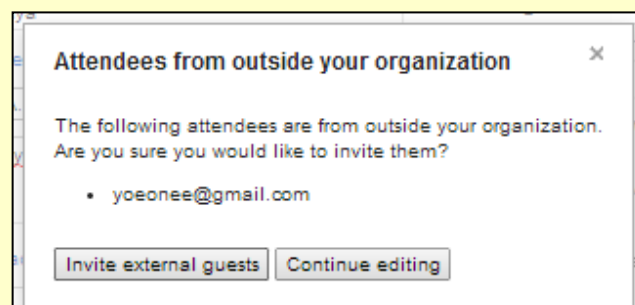 Attendees from outside your organization
The following attendees are from outside your organization.
Are you sure you would like to invite them?
• yoeonee@gmail.com
Invite external guests Continue editing